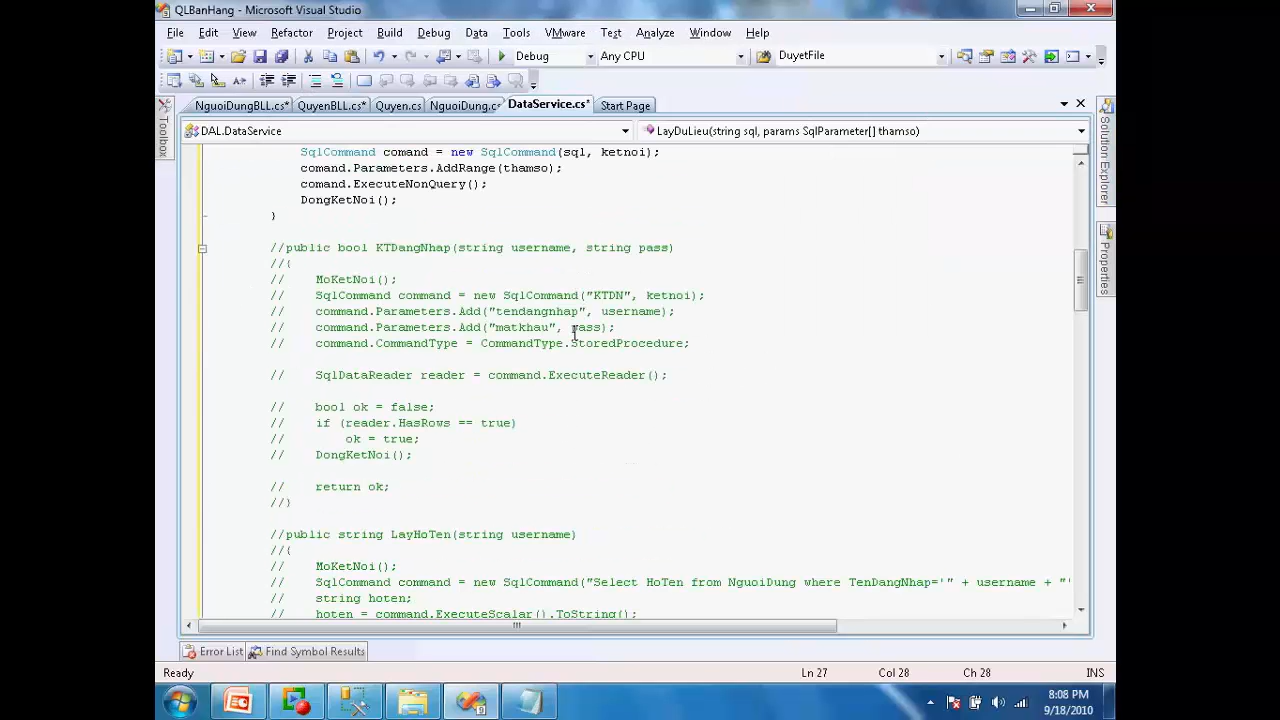 QLBanHang - Microsoft Visual Studio
File Edit View Refactor Project Build Debug Data Tools VMware Test Analyze Window Help
Debug Any CPU DuyetFile
NguoiDungBLL.cs* QuyenBLL.cs* Quyen.cs NguoiDung.cs DataService.cs* Start Page
Toolbox
DAL.DataService LayDuLieu(string sql, params SqlParameter[] thamso)
SqlCommand comand = new SqlCommand(sql, ketnoi);
comand.Parameters.AddRange(thamso);
comand.ExecuteNonQuery();
DongKetNoi();
}
//public bool KTDangNhap(string username, string pass)
//{
// MoKetNoi();
// SqlCommand command = new SqlCommand("KTDN", ketnoi);
// command.Parameters.Add("tendangnhap", username);
// command.Parameters.Add("matkhau", pass);
// command.CommandType = CommandType.StoredProcedure;
// SqlDataReader reader = command.ExecuteReader();
// bool ok = false;
// if (reader.HasRows == true)
// ok = true;
// DongKetNoi();
// return ok;
//}
//public string LayHoTen(string username)
//{
// MoKetNoi();
// SqlCommand command = new SqlCommand("Select HoTen from NguoiDung where TenDangNhap='" + username + "'
// string hoten;
// hoten = command.ExecuteScalar().ToString();
Solution Explorer
Properties
Error List Find Symbol Results
Ready Ln 27 Col 28 Ch 28 INS
8:08 PM
9/18/2010